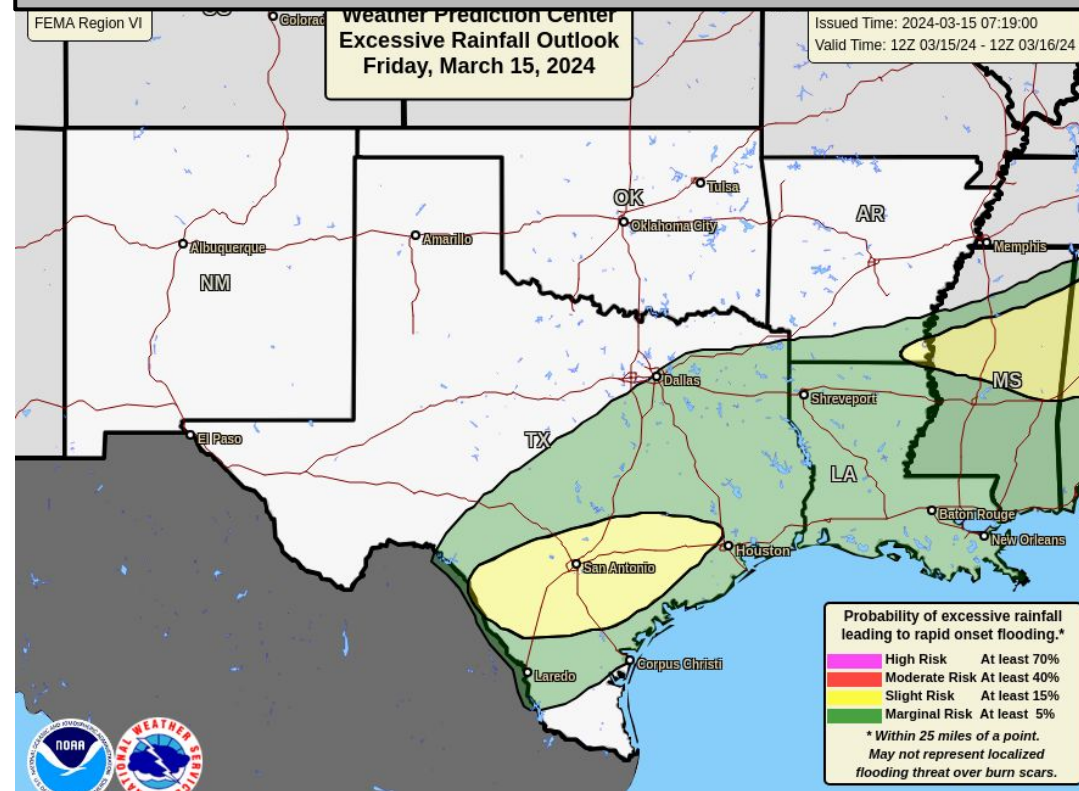 FEMA Region VI
Weather Prediction Center
Excessive Rainfall Outlook
Friday, March 15, 2024
Issued Time: 2024-03-15 07:19:00
Valid Time: 12Z 03/15/24 - 12Z 03/16/24
Tulsa
OK
AR
Oklahoma City
Amarillo
Albuquerque
Memphis
NM
Dallas
MS
Shreveport
El Paso
TX
LA
Baton Rouge
New Orleans
Houston
San Antonio
Corpus Christi
Laredo
Probability of excessive rainfall
leading to rapid onset flooding.*
High Risk At least 70%
Moderate Risk At least 40%
Slight Risk At least 15%
Marginal Risk At least 5%
* Within 25 miles of a point.
May not represent localized
flooding threat over burn scars.
NOAA
WEATHER